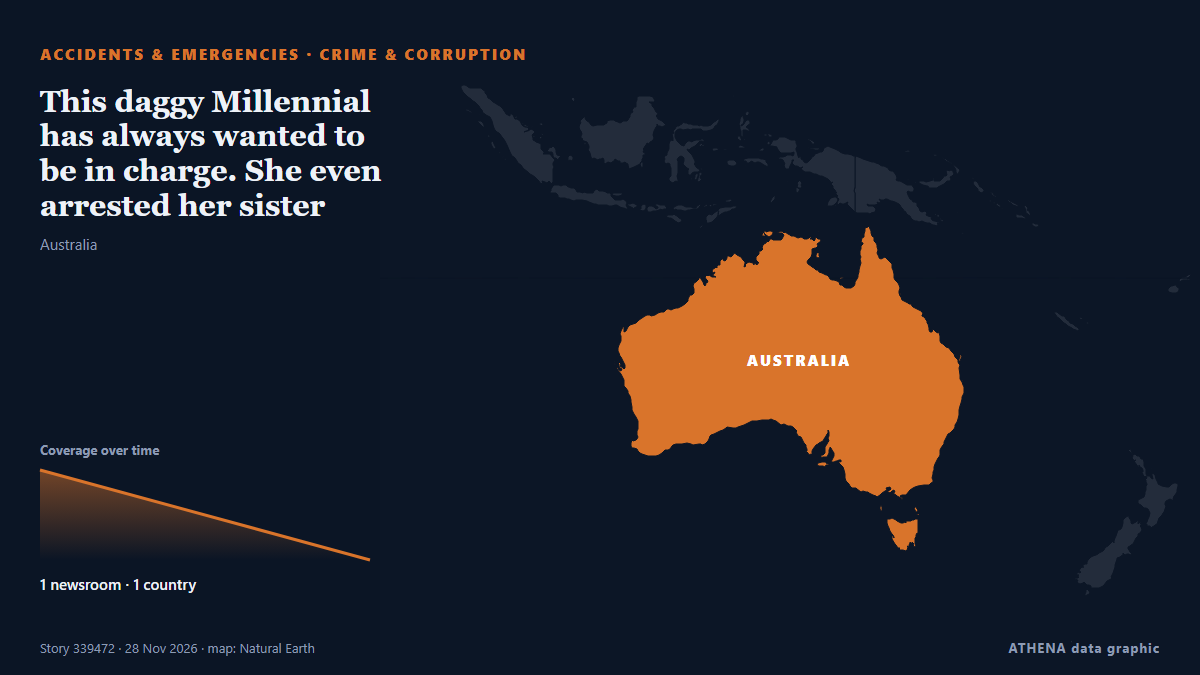 ACCIDENTS & EMERGENCIES · CRIME & CORRUPTION
This daggy Millennial
has always wanted to
be in charge. She even
arrested her sister
Australia
AUSTRALIA
Coverage over time
1 newsroom · 1 country
Story 339472 · 28 Nov 2026 · map: Natural Earth
ATHENA data graphic